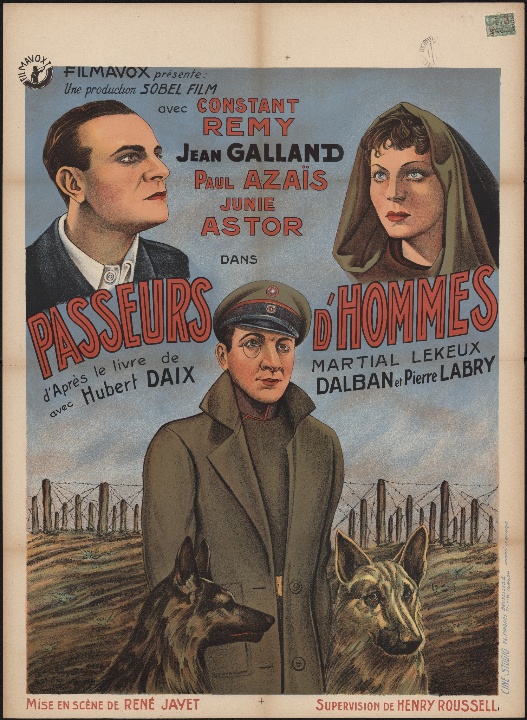 FILMAVOX
FILMAVOX présente:
Une production SOBEL FILM
avec CONSTANT
REMY
JEAN GALLAND
PAUL AZAÏS
JUNIE
ASTOR
DANS
PASSEURS D'HOMMES
d'Après le livre de MARTIAL LEKEUX
avec Hubert DAIX DALBAN et Pierre LABRY
MISE EN SCÈNE DE RENÉ JAYET
SUPERVISION DE HENRY ROUSSELL